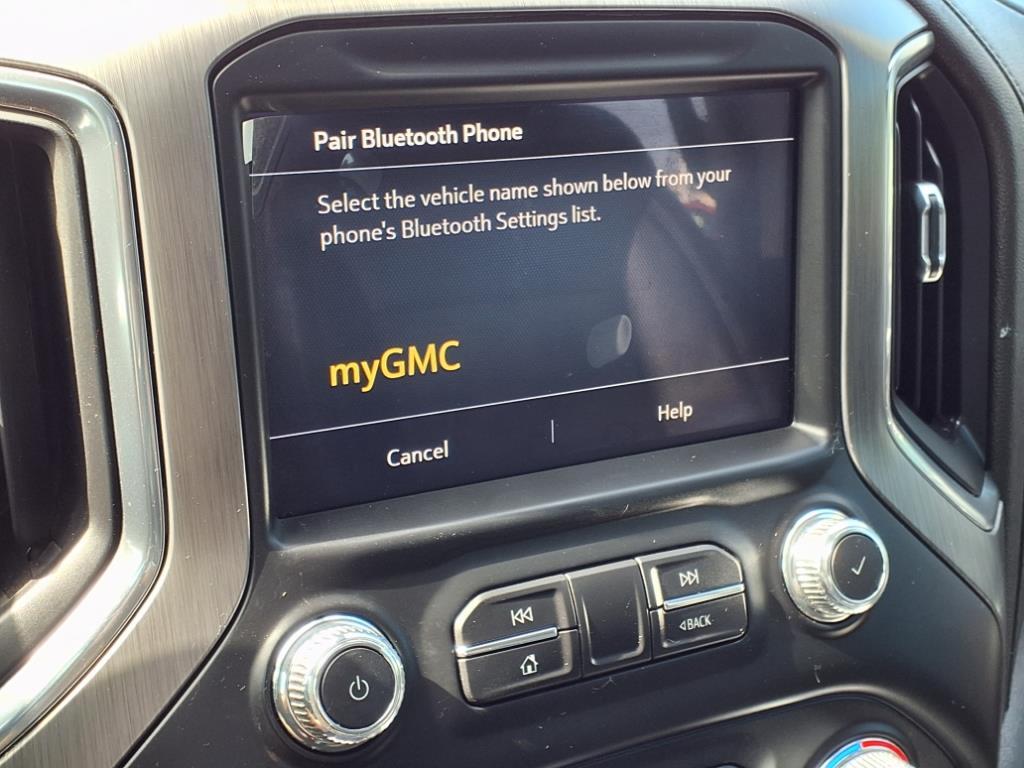 Pair Bluetooth Phone
Select the vehicle name shown below from your
phone's Bluetooth Settings list.
myGMC
Cancel
Help
BACK